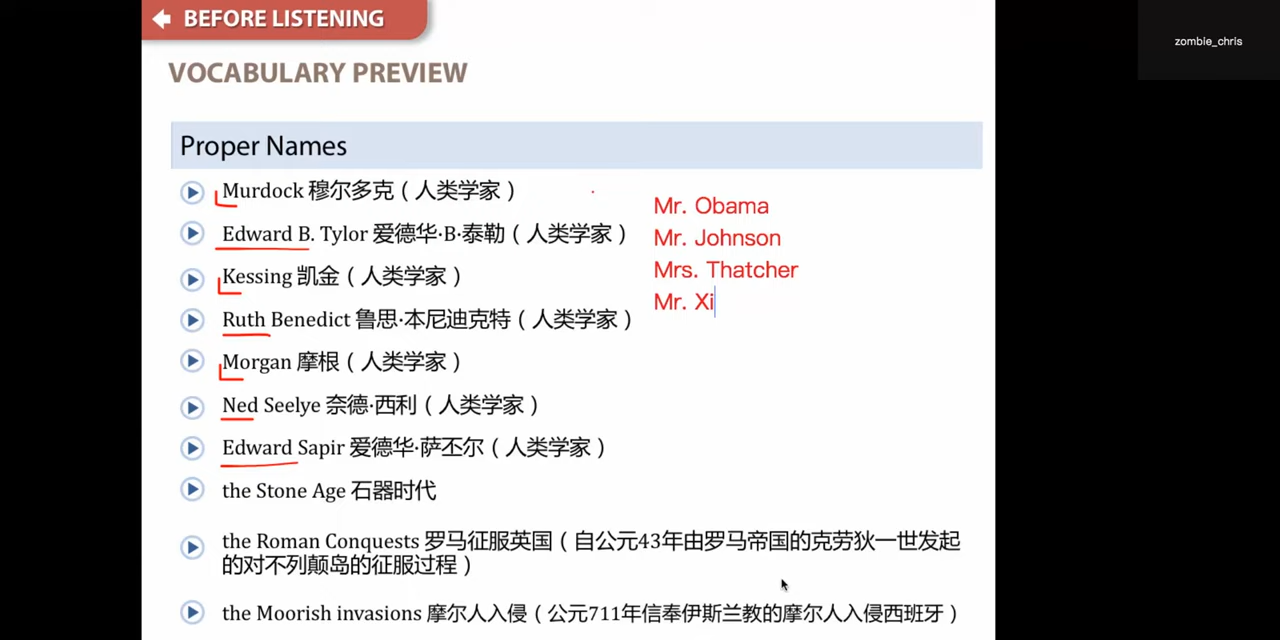 BEFORE LISTENING
zombie_chris
VOCABULARY PREVIEW
Proper Names
Murdock 穆尔多克（人类学家）
Edward B. Tylor 爱德华·B·泰勒（人类学家）
Kessing 凯金（人类学家）
Ruth Benedict 鲁思·本尼迪克特（人类学家）
Morgan 摩根（人类学家）
Ned Seelye 奈德·西利（人类学家）
Edward Sapir 爱德华·萨丕尔（人类学家）
the Stone Age 石器时代
the Roman Conquests 罗马征服英国（自公元43年由罗马帝国的克劳狄一世发起
的对不列颠岛的征服过程）
the Moorish invasions 摩尔人入侵（公元711年信奉伊斯兰教的摩尔人入侵西班牙）
Mr. Obama
Mr. Johnson
Mrs. Thatcher
Mr. Xi